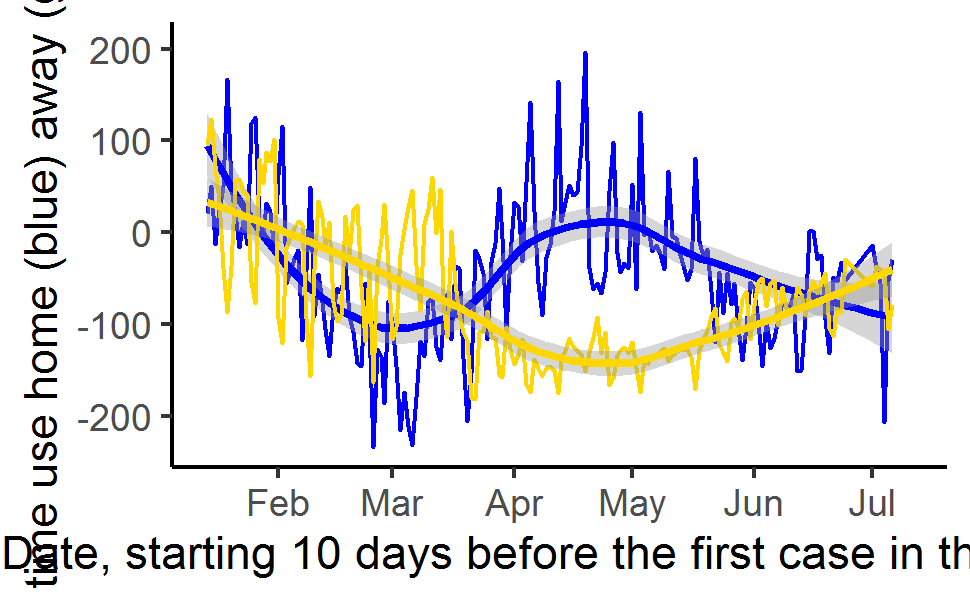 time use home (blue) away (
200
100
0
-100
-200
Feb Mar Apr May Jun Jul
Date, starting 10 days before the first case in th